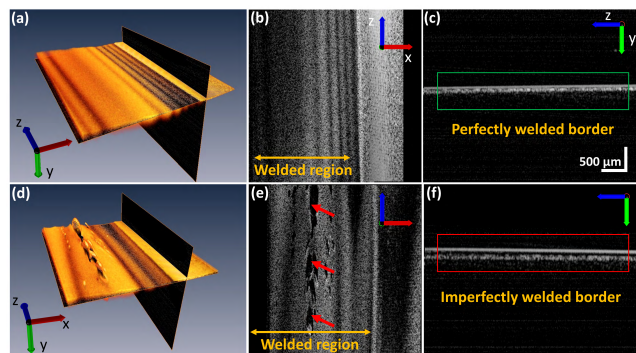 (a)
z
y
(b)
z
x
Welded region
(c)
y
Perfectly welded border
500 µm
(d)
z
x
y
(e)
Welded region
(f)
Imperfectly welded border